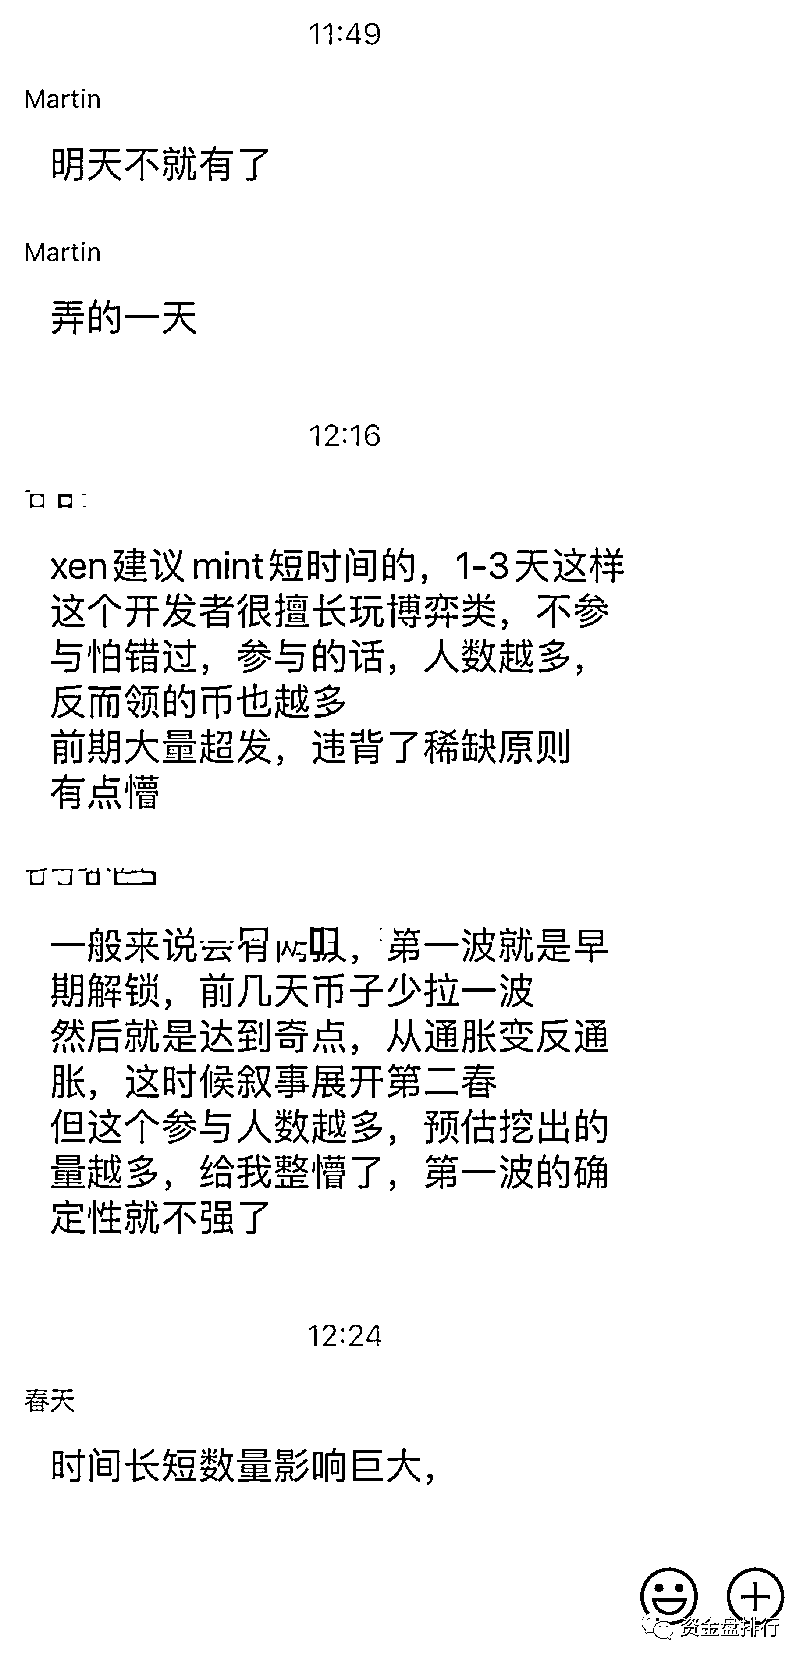 11:49
Martin
明天不就有了
Martin
弄的一天
12:16
xen建议mint短时间的，1-3天这样
这个开发者很擅长玩博弈类，不参
与怕错过，参与的话，人数越多，
反而领的币也越多
前期大量超发，违背了稀缺原则
有点懵
一般来说会有，第一波就是早
期解锁，前几天币子少拉一波
然后就是达到奇点，从通胀变反通
胀，这时候叙事展开第二春
但这个参与人数越多，预估挖出的
量越多，给我整懵了，第一波的确
定性就不强了
12:24
春天
时间长短数量影响巨大，
资金盘排行